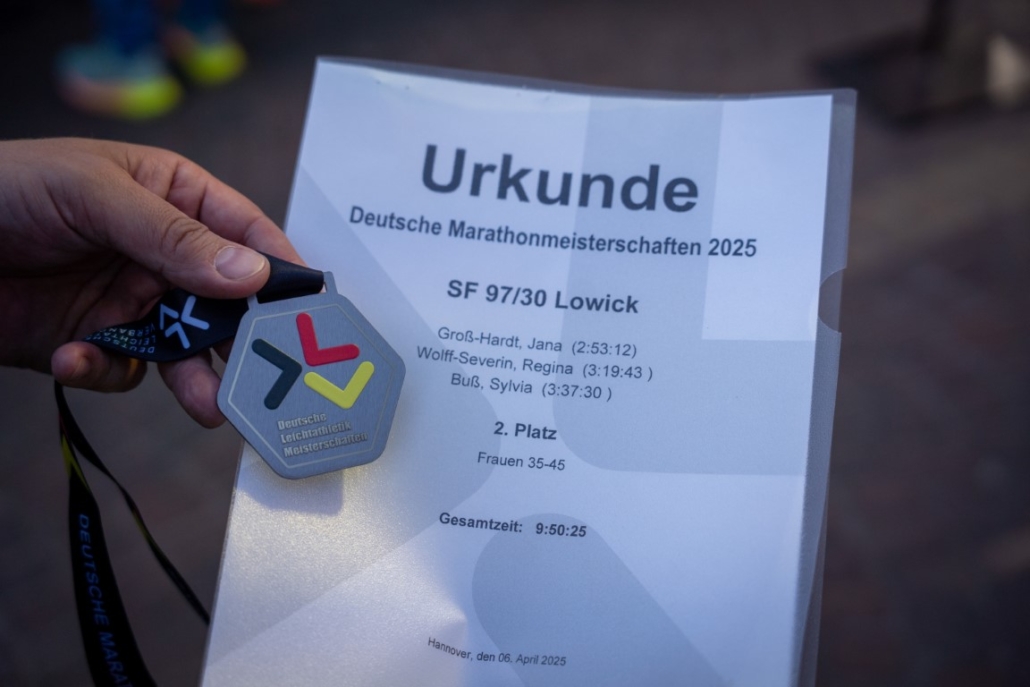 Urkunde
Deutsche Marathonmeisterschaften 2025
SF 97/30 Lowick
Groß-Hardt, Jana (2:53:12)
Wolff-Severin, Regina (3:19:43 )
Buß, Sylvia (3:37:30 )
2. Platz
Frauen 35-45
Gesamtzeit: 9:50:25
Hannover, den 06. April 2025
Deutsche
Leichtathletik
Meisterschaften
DEUTSCHE MARA